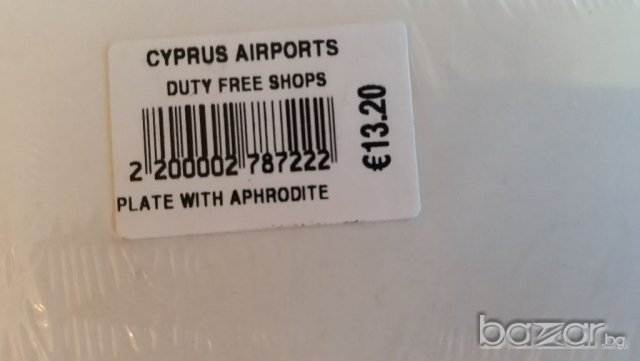 CYPRUS AIRPORTS
DUTY FREE SHOPS
2 200002 787222
€13.20
PLATE WITH APHRODITE
bazar.bg